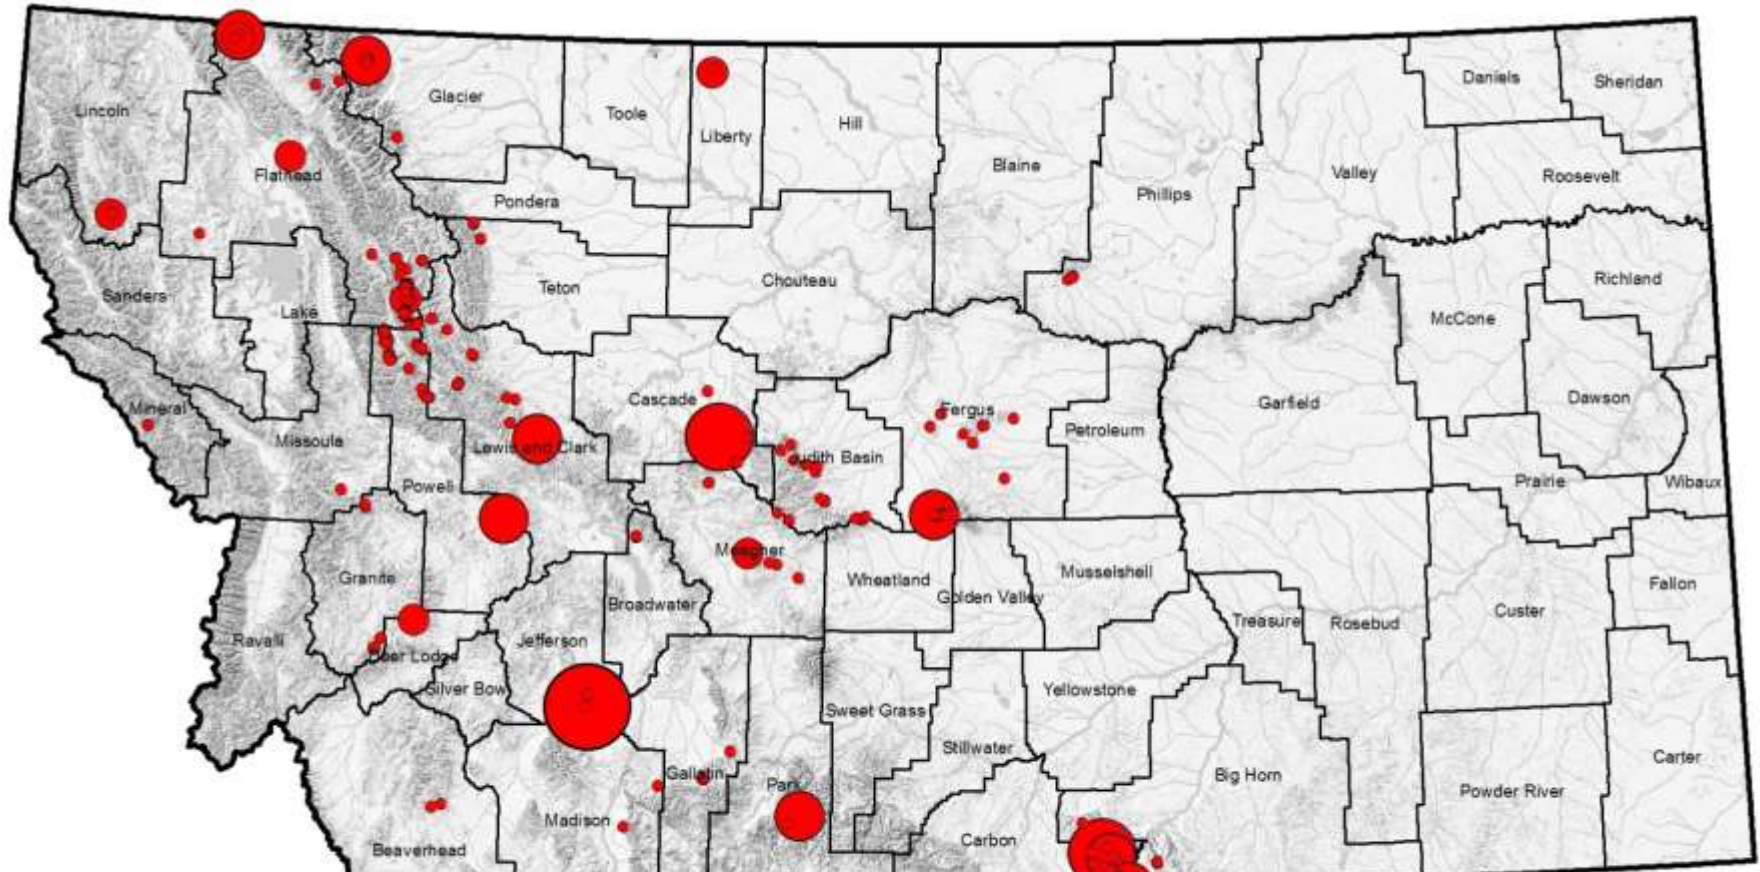 Daniels
Sheridan
Glacier
Lincoln
Toole
Hill
Liberty
Blaine
Valley
Roosevelt
Flathead
Phillips
Pondera
Richland
Chouteau
Teton
Sanders
Lake
McCone
Dawson
Cascade
Garfield
Mineral
Fergus
Petroleum
Missoula
Lewis and Clark
Judith Basin
Prairie
Wibaux
Powell
Meagher
Musselshell
Granite
Wheatland
Fallon
Golden Valley
Broadwater
Custer
Treasure
Rosebud
Ravalli
Jefferson
Deer Lodge
Silver Bow
Yellowstone
Sweet Grass
Stillwater
Carter
Gallatin
Big Horn
Park
Powder River
Madison
Carbon
Beaverhead